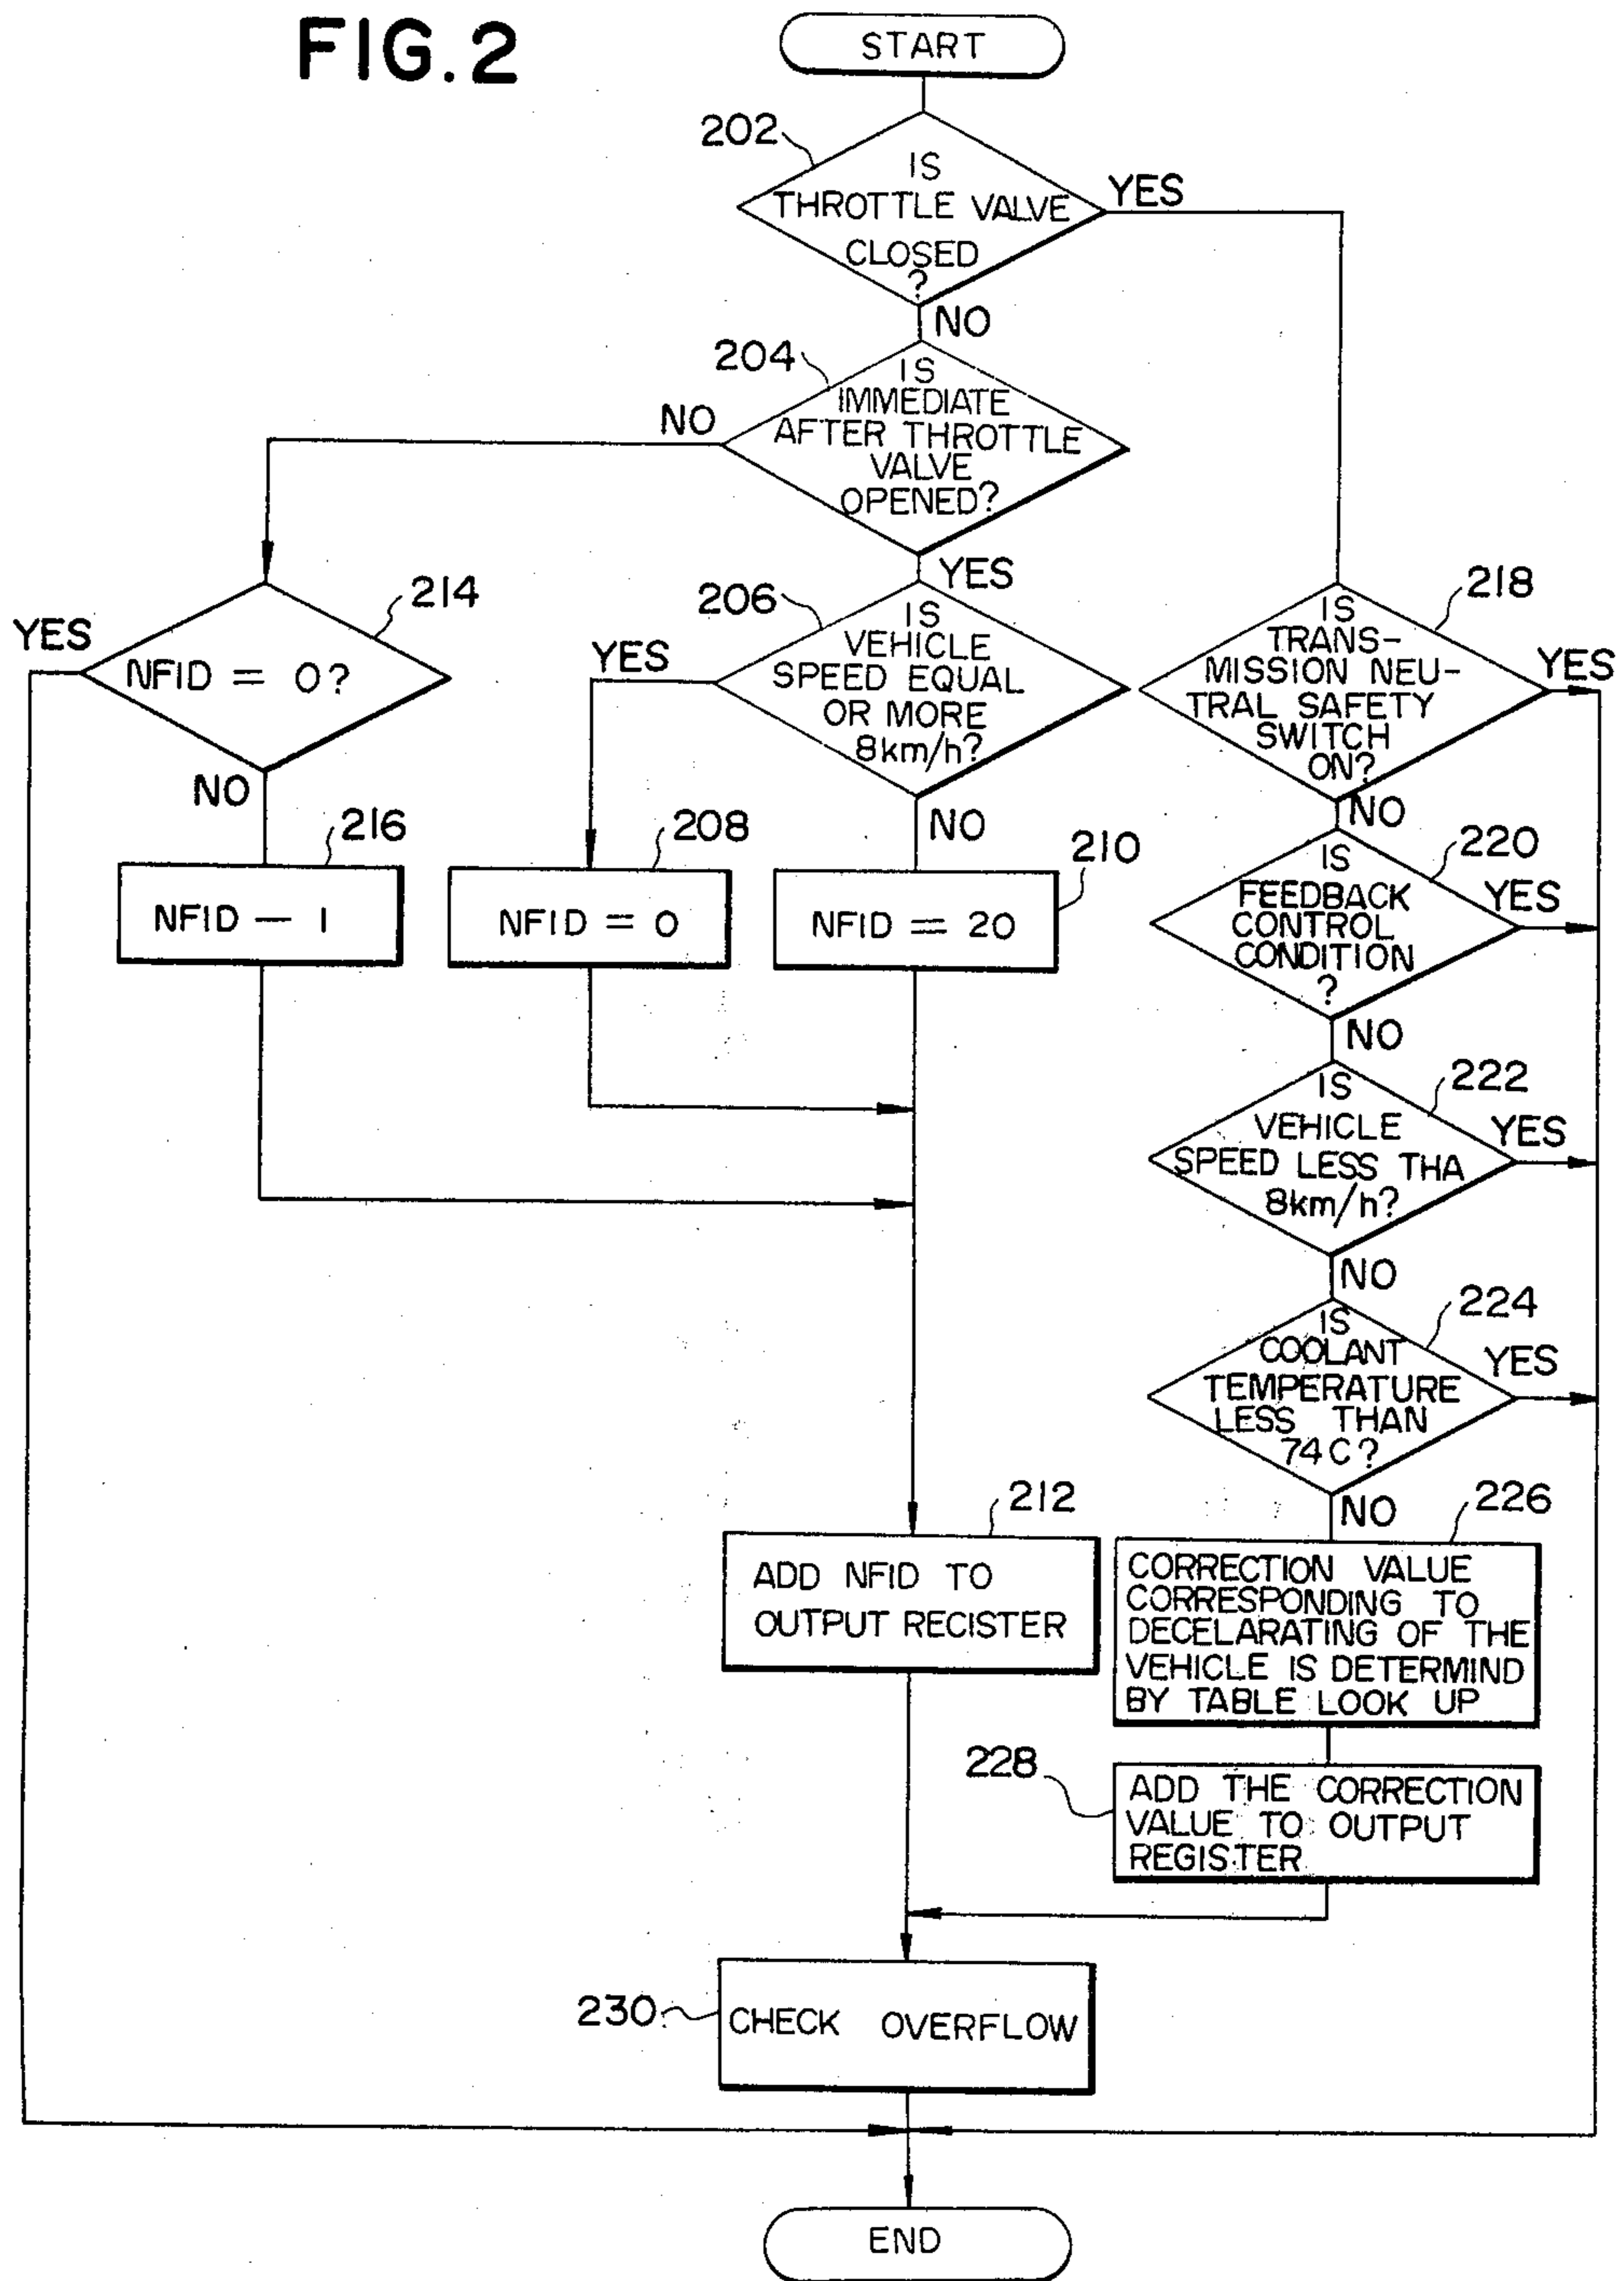 FIG. 2
START
202
IS
THROTTLE VALVE
CLOSED
?
YES
NO
204
IS
IMMEDIATE
AFTER THROTTLE
VALVE
OPENED?
NO
YES
214
NFID = 0?
YES
NO
206
IS
VEHICLE
SPEED EQUAL
OR MORE
8km/h?
YES
NO
218
IS
TRANS-
MISSION NEU-
TRAL SAFETY
SWITCH
ON?
YES
NO
216
NFID - 1
208
NFID = 0
210
NFID = 20
220
IS
FEEDBACK
CONTROL
CONDITION
?
YES
NO
222
IS
VEHICLE
SPEED LESS THA
8km/h?
YES
NO
224
IS
COOLANT
TEMPERATURE
LESS THAN
74C?
YES
NO
212
ADD NFID TO
OUTPUT RECISTER
226
CORRECTION VALUE
CORRESPONDING TO
DECELARATING OF THE
VEHICLE IS DETERMIND
BY TABLE LOOK UP
228
ADD THE CORRECTION
VALUE TO OUTPUT
REGISTER
230
CHECK OVERFLOW
END